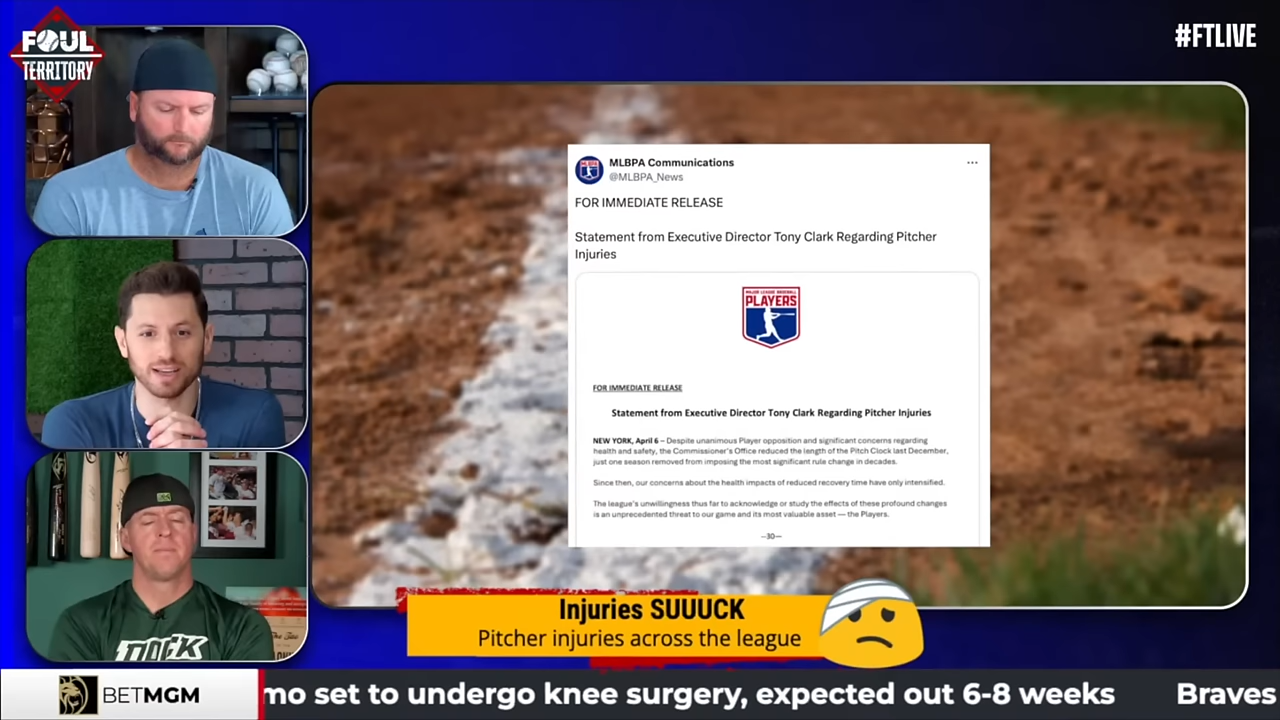 FOUL
TERRITORY
#FTLIVE
MLBPA Communications
@MLBPA_News
FOR IMMEDIATE RELEASE
Statement from Executive Director Tony Clark Regarding Pitcher
Injuries
MAJOR LEAGUE BASEBALL
PLAYERS
FOR IMMEDIATE RELEASE
Statement from Executive Director Tony Clark Regarding Pitcher Injuries
NEW YORK, April 6 – Despite unanimous Player opposition and significant concerns regarding
health and safety, the Commissioner's Office reduced the length of the Pitch Clock last December,
just one season removed from imposing the most significant rule change in decades.
Since then, our concerns about the health impacts of reduced recovery time have only intensified.
The league's unwillingness thus far to acknowledge or study the effects of these profound changes
is an unprecedented threat to our game and its most valuable asset — the Players.
—30—
Injuries SUUUCK
Pitcher injuries across the league
BETMGM
mo set to undergo knee surgery, expected out 6-8 weeks
Braves